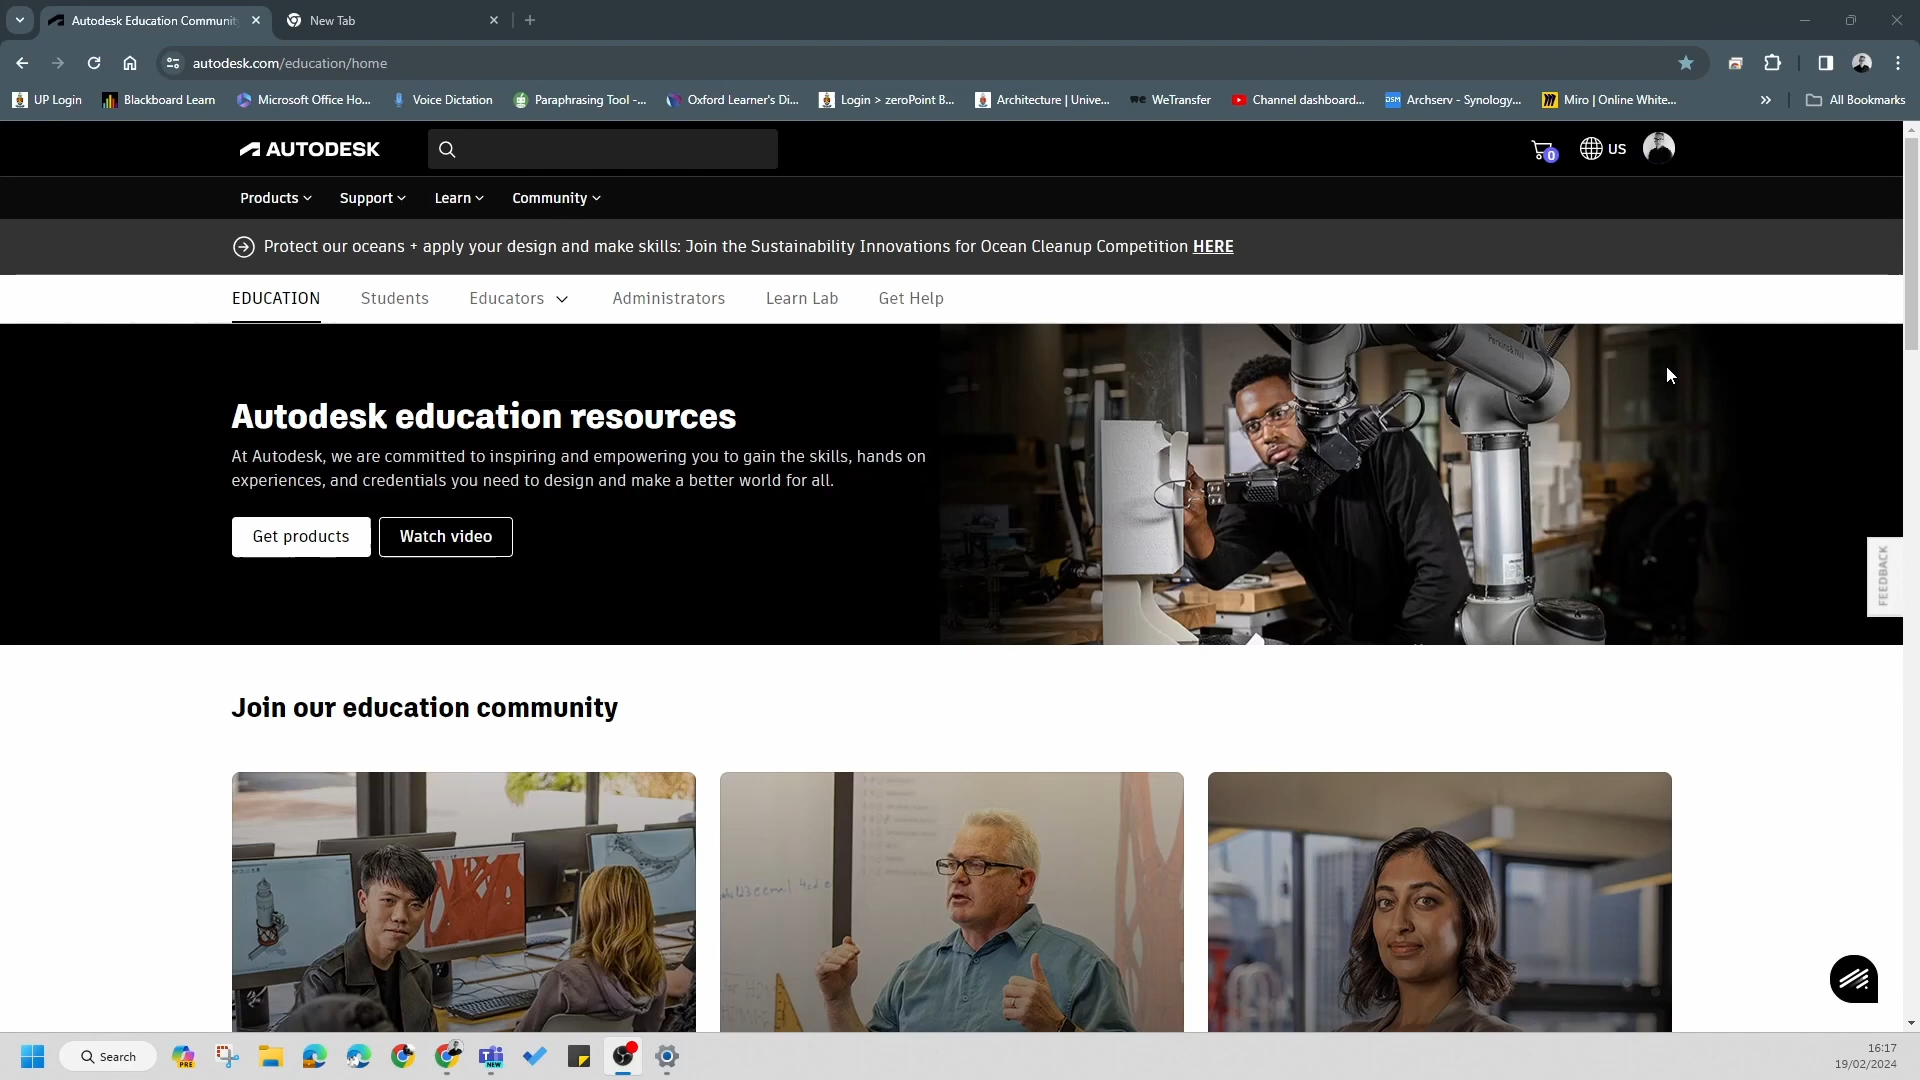 Autodesk Education Communit
New Tab
autodesk.com/education/home
UP Login
Blackboard Learn
Microsoft Office Ho...
Voice Dictation
Paraphrasing Tool -...
Oxford Learner's Di...
Login > zeroPoint B...
Architecture | Unive...
WeTransfer
Channel dashboard...
Archserv - Synology...
Miro | Online White...
All Bookmarks
AUTODESK
0
US
Products
Support
Learn
Community
Protect our oceans + apply your design and make skills: Join the Sustainability Innovations for Ocean Cleanup Competition HERE
EDUCATION
Students
Educators
Administrators
Learn Lab
Get Help
Autodesk education resources
At Autodesk, we are committed to inspiring and empowering you to gain the skills, hands on
experiences, and credentials you need to design and make a better world for all.
Get products
Watch video
FEEDBACK
Join our education community
Search
PRE
NEW
16:17
19/02/2024